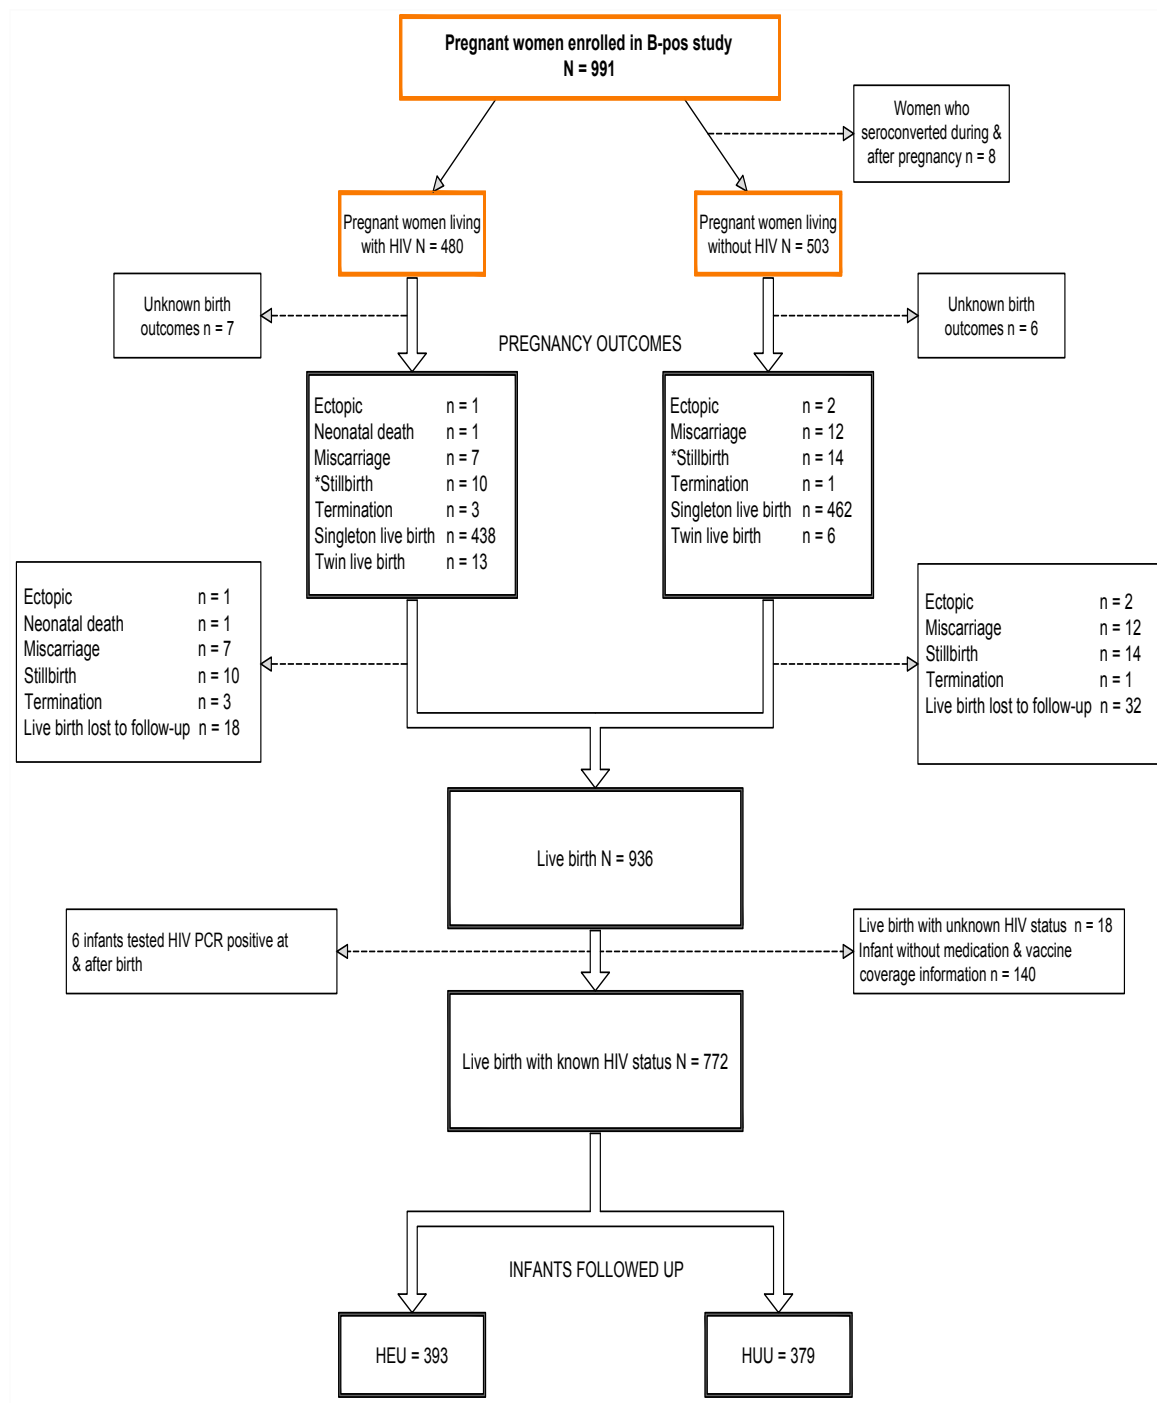 Pregnant women enrolled in B-pos study
N = 991
Women who
seroconverted during &
after pregnancy n = 8
Pregnant women living
with HIV N = 480
Pregnant women living
without HIV N = 503
Unknown birth
outcomes n = 7
Unknown birth
outcomes n = 6
PREGNANCY OUTCOMES
Ectopic n = 1
Neonatal death n = 1
Miscarriage n = 7
*Stillbirth n = 10
Termination n = 3
Singleton live birth n = 438
Twin live birth n = 13
Ectopic n = 2
Miscarriage n = 12
*Stillbirth n = 14
Termination n = 1
Singleton live birth n = 462
Twin live birth n = 6
Ectopic n = 1
Neonatal death n = 1
Miscarriage n = 7
Stillbirth n = 10
Termination n = 3
Live birth lost to follow-up n = 18
Ectopic n = 2
Miscarriage n = 12
Stillbirth n = 14
Termination n = 1
Live birth lost to follow-up n = 32
Live birth N = 936
6 infants tested HIV PCR positive at
& after birth
Live birth with unknown HIV status n = 18
Infant without medication & vaccine
coverage information n = 140
Live birth with known HIV status N = 772
INFANTS FOLLOWED UP
HEU = 393
HUU = 379